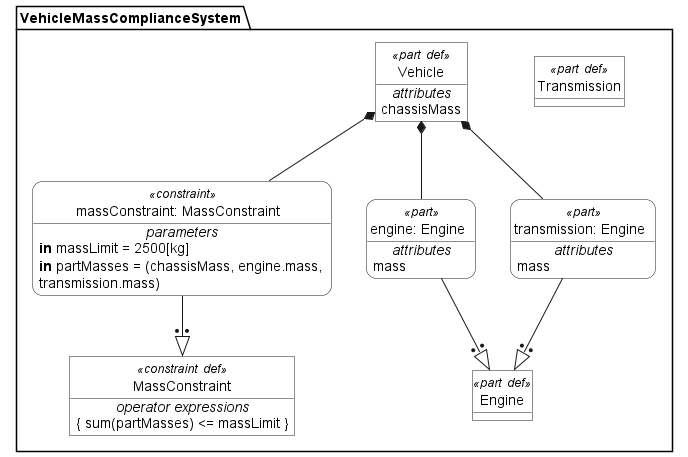 VehicleMassComplianceSystem
«part def»
Vehicle
attributes
chassisMass
«part def»
Transmission
«constraint»
massConstraint: MassConstraint
parameters
in massLimit = 2500[kg]
in partMasses = (chassisMass, engine.mass,
transmission.mass)
«part»
engine: Engine
attributes
mass
«part»
transmission: Engine
attributes
mass
«constraint def»
MassConstraint
operator expressions
{ sum(partMasses) <= massLimit }
«part def»
Engine